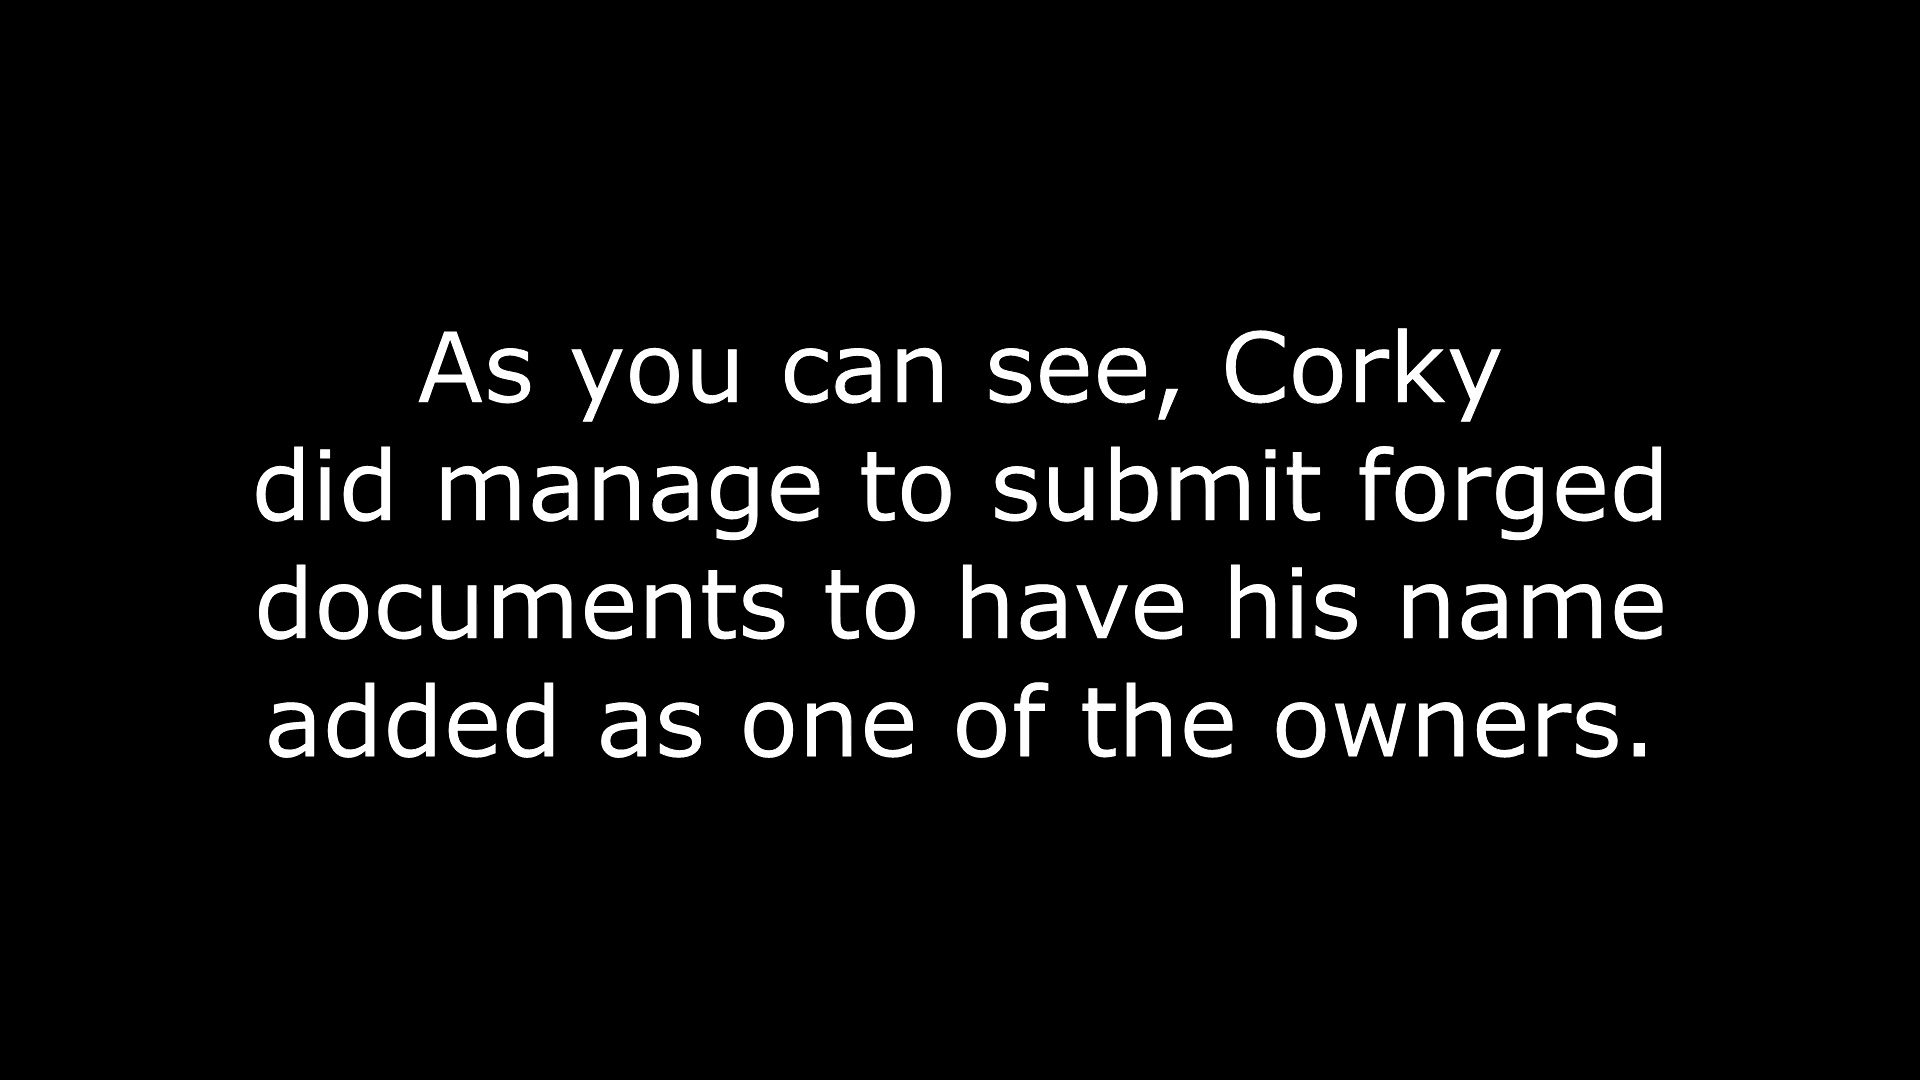 As you can see, Corky
did manage to submit forged
documents to have his name
added as one of the owners.